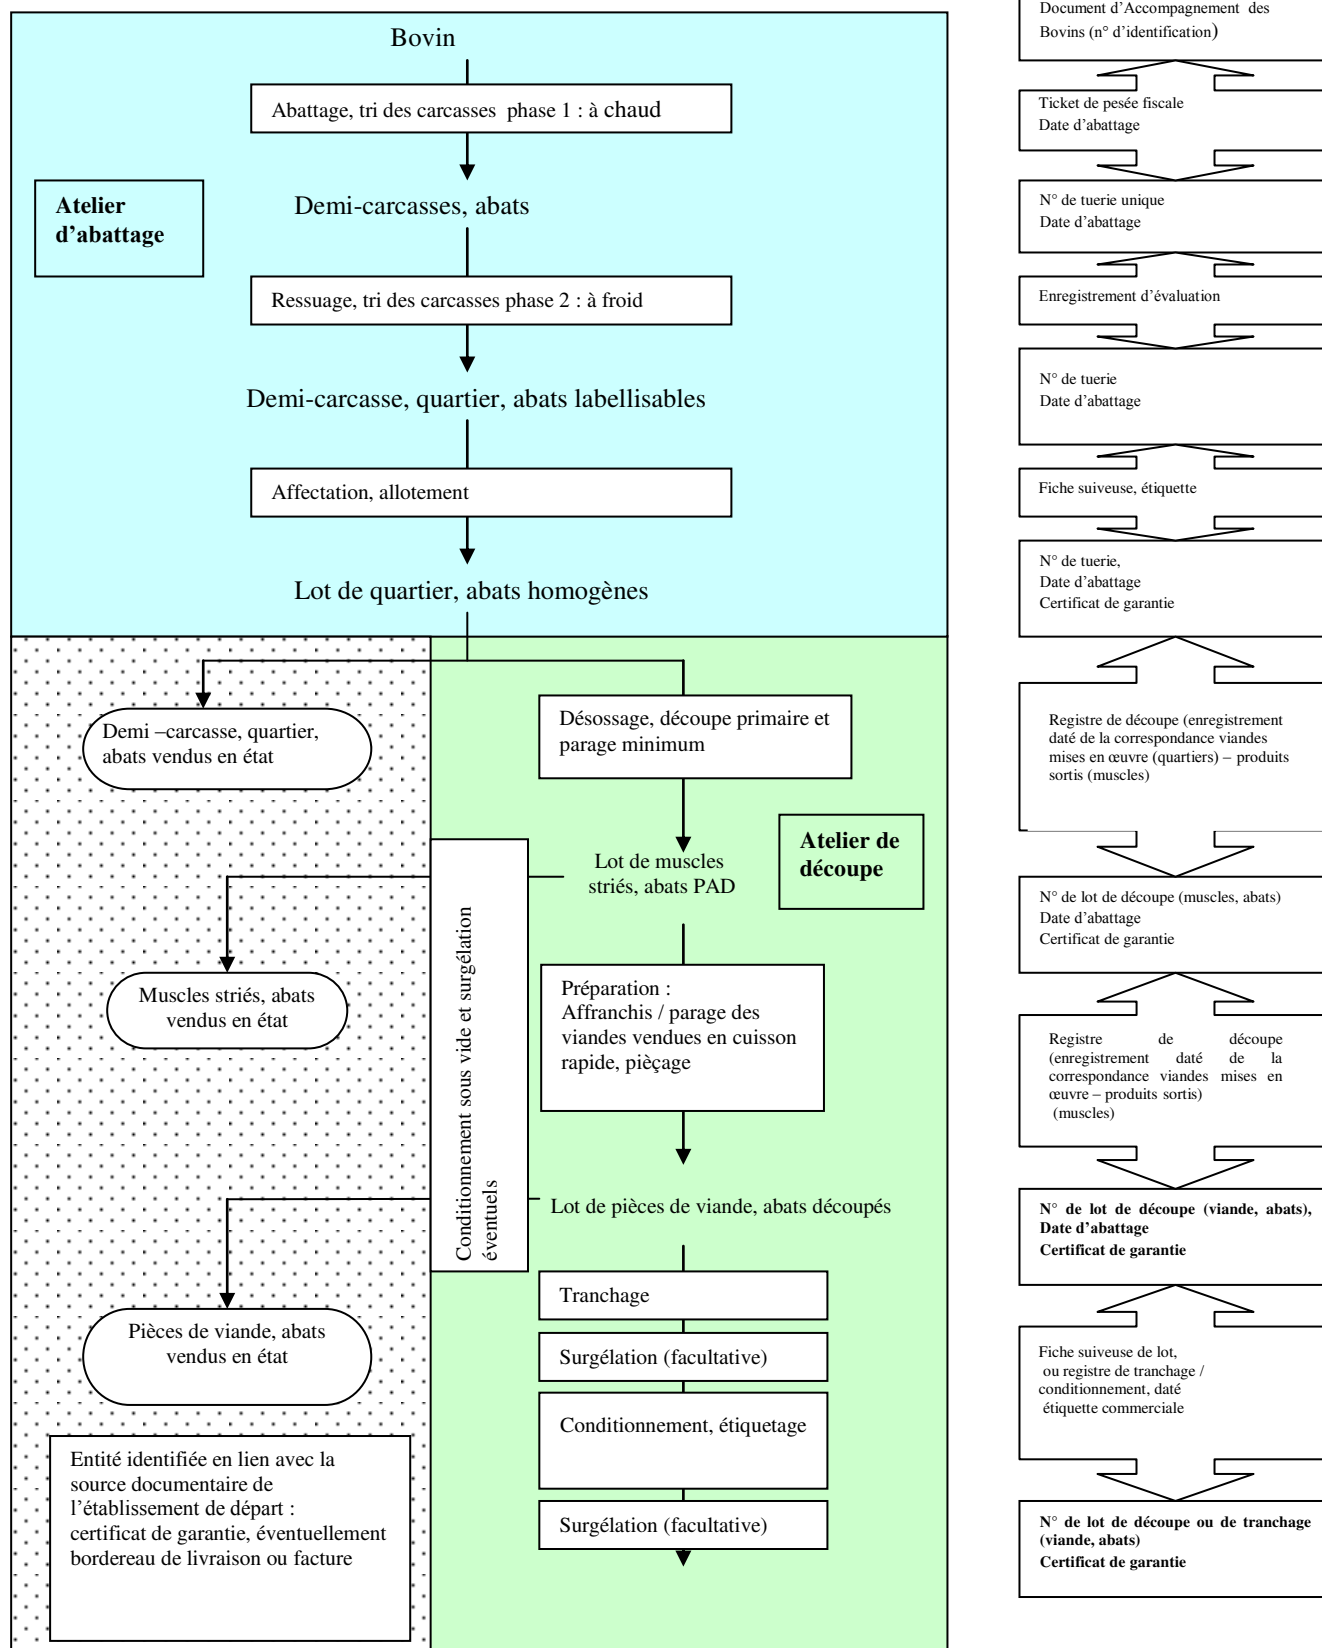 Bovin
Abattage, tri des carcasses phase 1 : à chaud
Atelier
d’abattage
Demi-carcasses, abats
Ressuage, tri des carcasses phase 2 : à froid
Demi-carcasse, quartier, abats labellisables
Affectation, allotement
Lot de quartier, abats homogènes
Demi –carcasse, quartier,
abats vendus en état
Désossage, découpe primaire et
parage minimum
Atelier de
découpe
Lot de muscles
striés, abats PAD
Conditionnement sous vide et surgélation
éventuels
Muscles striés, abats
vendus en état
Préparation :
Affranchis / parage des
viandes vendues en cuisson
rapide, pièçage
Lot de pièces de viande, abats découpés
Pièces de viande, abats
vendus en état
Tranchage
Surgélation (facultative)
Conditionnement, étiquetage
Surgélation (facultative)
Entité identifiée en lien avec la
source documentaire de
l’établissement de départ :
certificat de garantie, éventuellement
bordereau de livraison ou facture
Document d’Accompagnement des
Bovins (n° d’identification)
Ticket de pesée fiscale
Date d’abattage
N° de tuerie unique
Date d’abattage
Enregistrement d’évaluation
N° de tuerie
Date d’abattage
Fiche suiveuse, étiquette
N° de tuerie,
Date d’abattage
Certificat de garantie
Registre de découpe (enregistrement
daté de la correspondance viandes
mises en œuvre (quartiers) – produits
sortis (muscles)
N° de lot de découpe (muscles, abats)
Date d’abattage
Certificat de garantie
Registre de découpe
(enregistrement daté de la
correspondance viandes mises en
œuvre – produits sortis)
(muscles)
N° de lot de découpe (viande, abats),
Date d’abattage
Certificat de garantie
Fiche suiveuse de lot,
ou registre de tranchage /
conditionnement, daté
étiquette commerciale
N° de lot de découpe ou de tranchage
(viande, abats)
Certificat de garantie